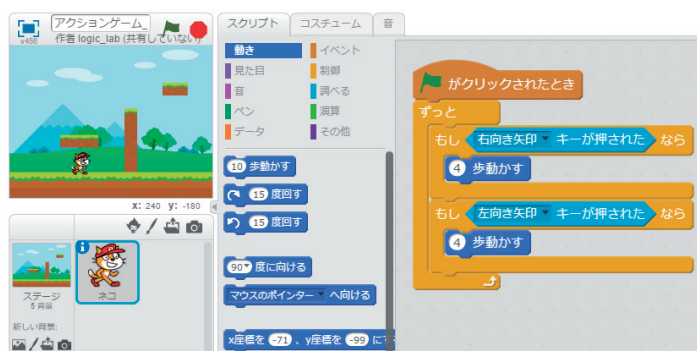 アクションゲーム_
作者 logic_lab (共有していない)
v456
x: 240 y: -180
ステージ
5 背景
ネコ
新しい背景:
スクリプト
コスチューム
音
動き
イベント
見た目
制御
音
調べる
ペン
演算
データ
その他
10 歩動かす
15 度回す
15 度回す
90 度に向ける
マウスのポインター へ向ける
x座標を -71 、y座標を -99 に
がクリックされたとき
ずっと
もし 右向き矢印 キーが押された なら
4 歩動かす
もし 左向き矢印 キーが押された なら
4 歩動かす